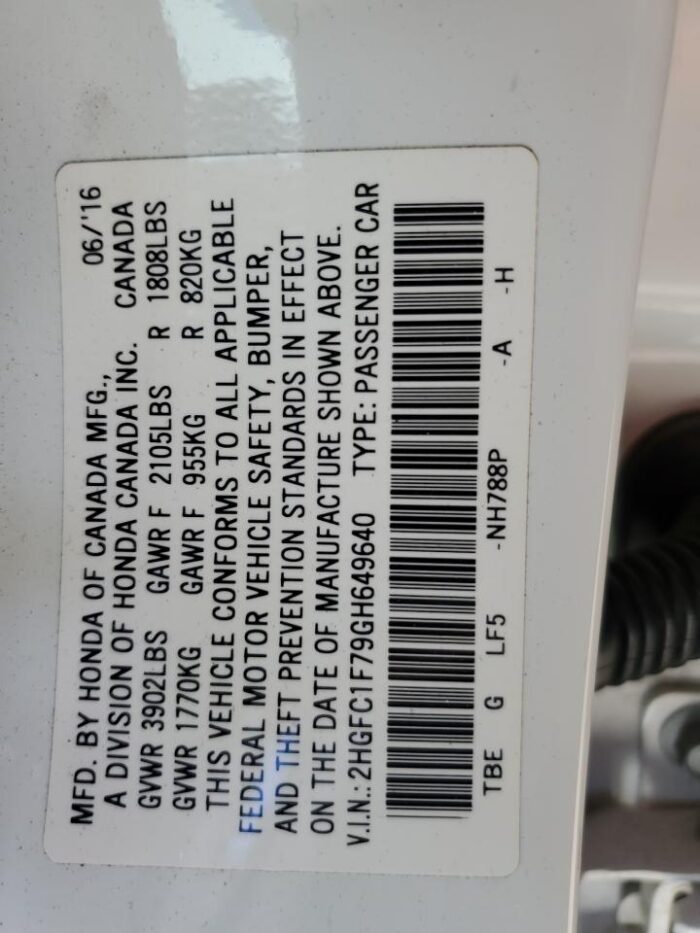 MFD. BY HONDA OF CANADA MFG., 06/'16
A DIVISION OF HONDA CANADA INC. CANADA
GVWR 3902LBS GAWR F 2105LBS R 1808LBS
GVWR 1770KG GAWR F 955KG R 820KG
THIS VEHICLE CONFORMS TO ALL APPLICABLE
FEDERAL MOTOR VEHICLE SAFETY, BUMPER,
AND THEFT PREVENTION STANDARDS IN EFFECT
ON THE DATE OF MANUFACTURE SHOWN ABOVE.
V.I.N.: 2HGFC1F79GH649640 TYPE: PASSENGER CAR
TBE G LF5 -NH788P -A -H